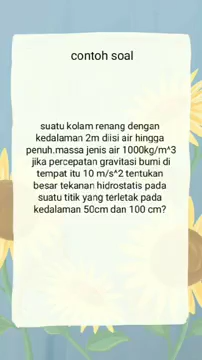 contoh soal
suatu kolam renang dengan
kedalaman 2m diisi air hingga
penuh.massa jenis air 1000kg/m^3
jika percepatan gravitasi bumi di
tempat itu 10 m/s^2 tentukan
besar tekanan hidrostatis pada
suatu titik yang terletak pada
kedalaman 50cm dan 100 cm?